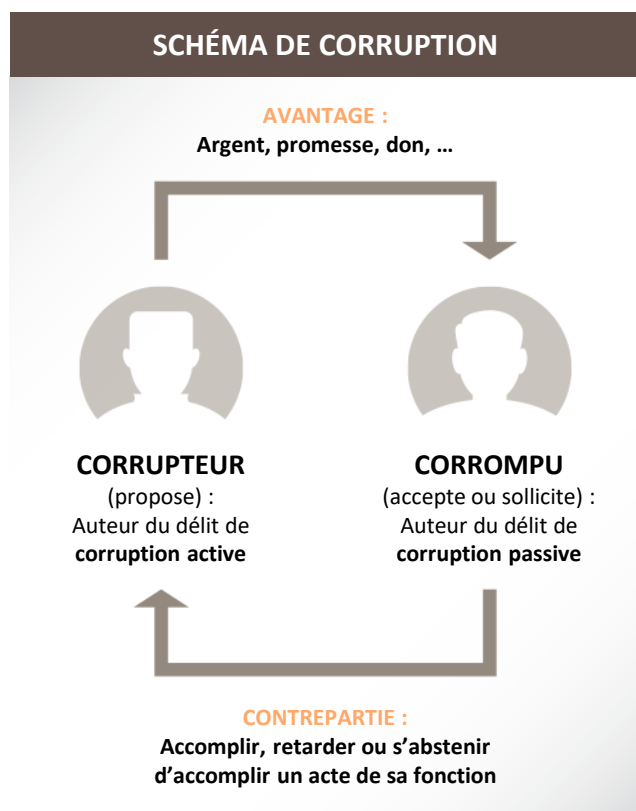 SCHÉMA DE CORRUPTION
AVANTAGE :
Argent, promesse, don, ...
CORRUPTEUR
(propose) :
Auteur du délit de
corruption active
CORROMPU
(accepte ou sollicite) :
Auteur du délit de
corruption passive
CONTREPARTIE :
Accomplir, retarder ou s’abstenir
d’accomplir un acte de sa fonction